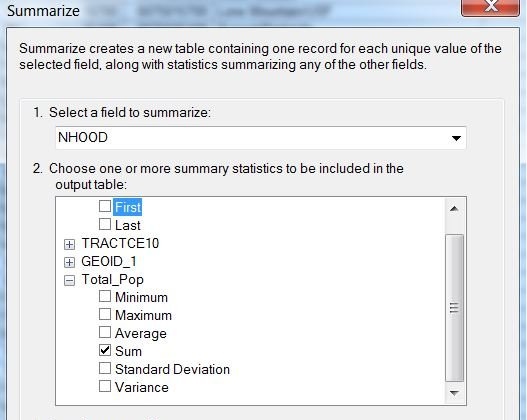 Summarize
Summarize creates a new table containing one record for each unique value of the
selected field, along with statistics summarizing any of the other fields.
1. Select a field to summarize:
NHOOD
2. Choose one or more summary statistics to be included in the
output table:
First
Last
TRACTCE10
GEOID_1
Total_Pop
Minimum
Maximum
Average
Sum
Standard Deviation
Variance